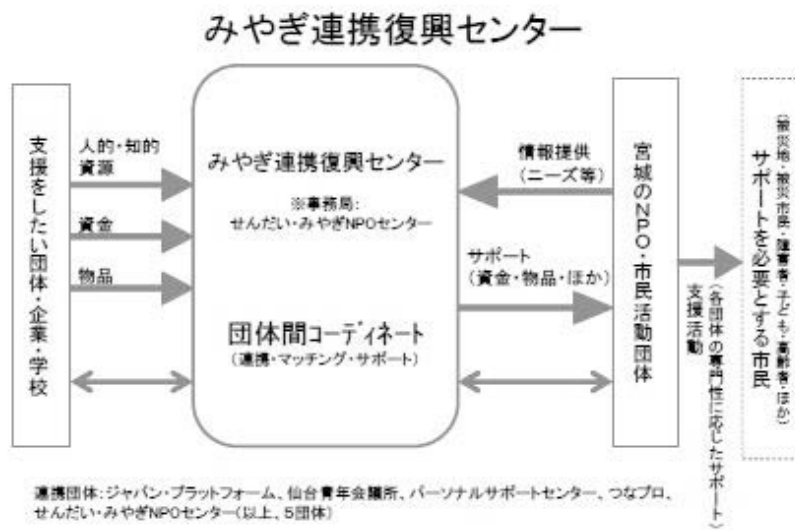 みやぎ連携復興センター
支援をしたい団体・企業・学校
人的・知的
資源
資金
物品
みやぎ連携復興センター
※事務局：
せんだい・みやぎNPOセンター
団体間コーディネート
（連携・マッチング・サポート）
情報提供
（ニーズ等）
サポート
（資金・物品・ほか）
宮城のNPO・市民活動団体
支援活動
（各団体の専門性に応じたサポート）
サポートを必要とする市民
（被災地・被災市民・障害者・子ども・高齢者・ほか）
連携団体：ジャパン・プラットフォーム、仙台青年会議所、パーソナルサポートセンター、つなプロ、
せんだい・みやぎNPOセンター（以上、5団体）